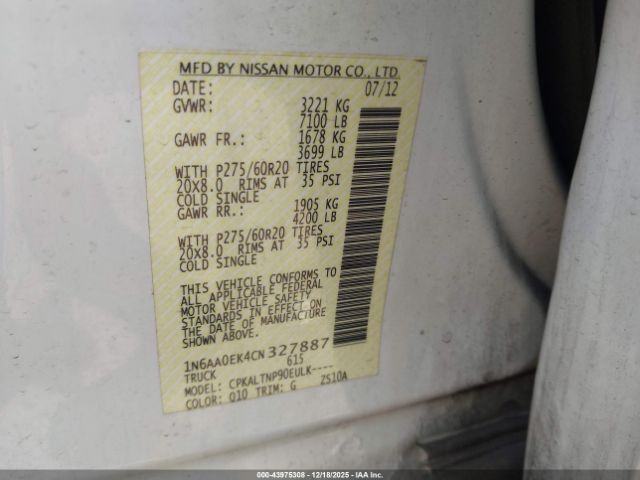 MFD BY NISSAN MOTOR CO., LTD.
DATE: 07/12
GVWR: 3221 KG
7100 LB
GAWR FR.: 1678 KG
3699 LB
WITH P275/60R20 TIRES
20X8.0 RIMS AT 35 PSI
COLD SINGLE
GAWR RR.: 1905 KG
4200 LB
WITH P275/60R20 TIRES
20X8.0 RIMS AT 35 PSI
COLD SINGLE
THIS VEHICLE CONFORMS TO
ALL APPLICABLE FEDERAL
MOTOR VEHICLE SAFETY
STANDARDS IN EFFECT ON
THE DATE OF MANUFACTURE
SHOWN ABOVE.
1N6AA0EK4CN327887
TRUCK 615
MODEL: CPKALTNP90EULK----
COLOR: Q10 TRIM: G ZS10A
000-43975308 - 12/18/2025 - IAA Inc.